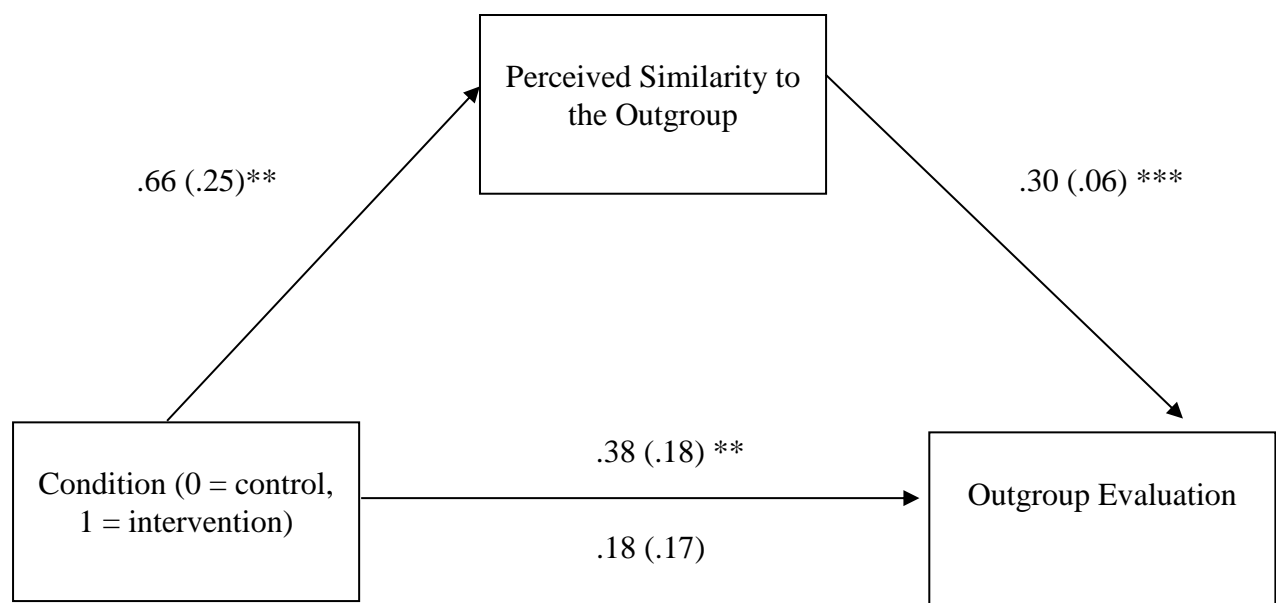 Perceived Similarity to
the Outgroup
.66 (.25)**
.30 (.06) ***
.38 (.18) **
Condition (0 = control,
1 = intervention)
Outgroup Evaluation
.18 (.17)